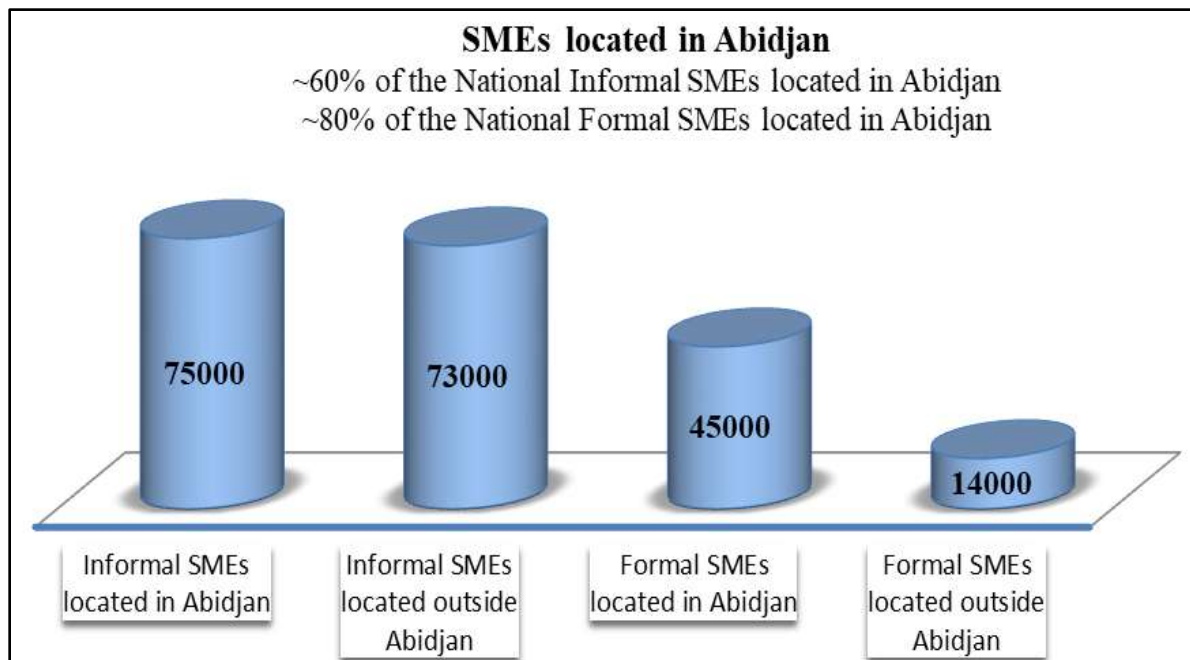 SMEs located in Abidjan
~60% of the National Informal SMEs located in Abidjan
~80% of the National Formal SMEs located in Abidjan
75000
73000
45000
14000
Informal SMEs
located in Abidjan
Informal SMEs
located outside
Abidjan
Formal SMEs
located in Abidjan
Formal SMEs
located outside
Abidjan